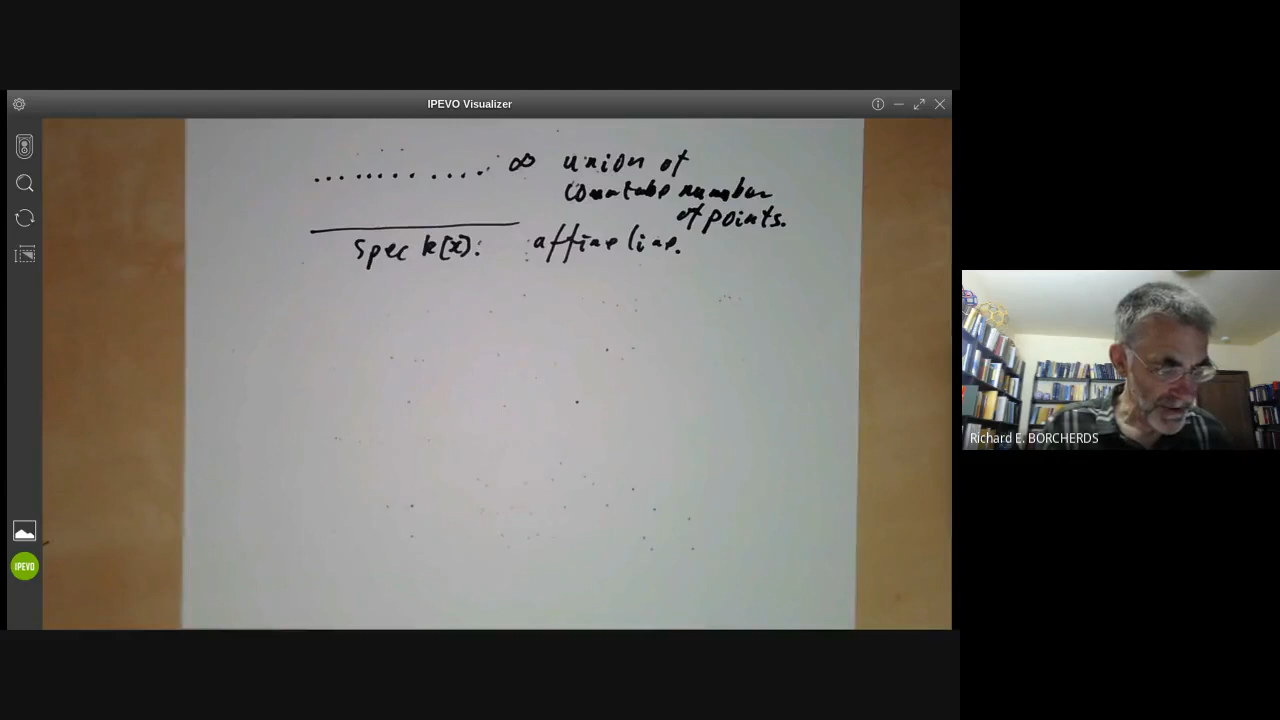 IPEVO Visualizer
∞ union of
countable number
of points.
Spec k[x]: affine line.
IPEVO
Richard E. BORCHERDS